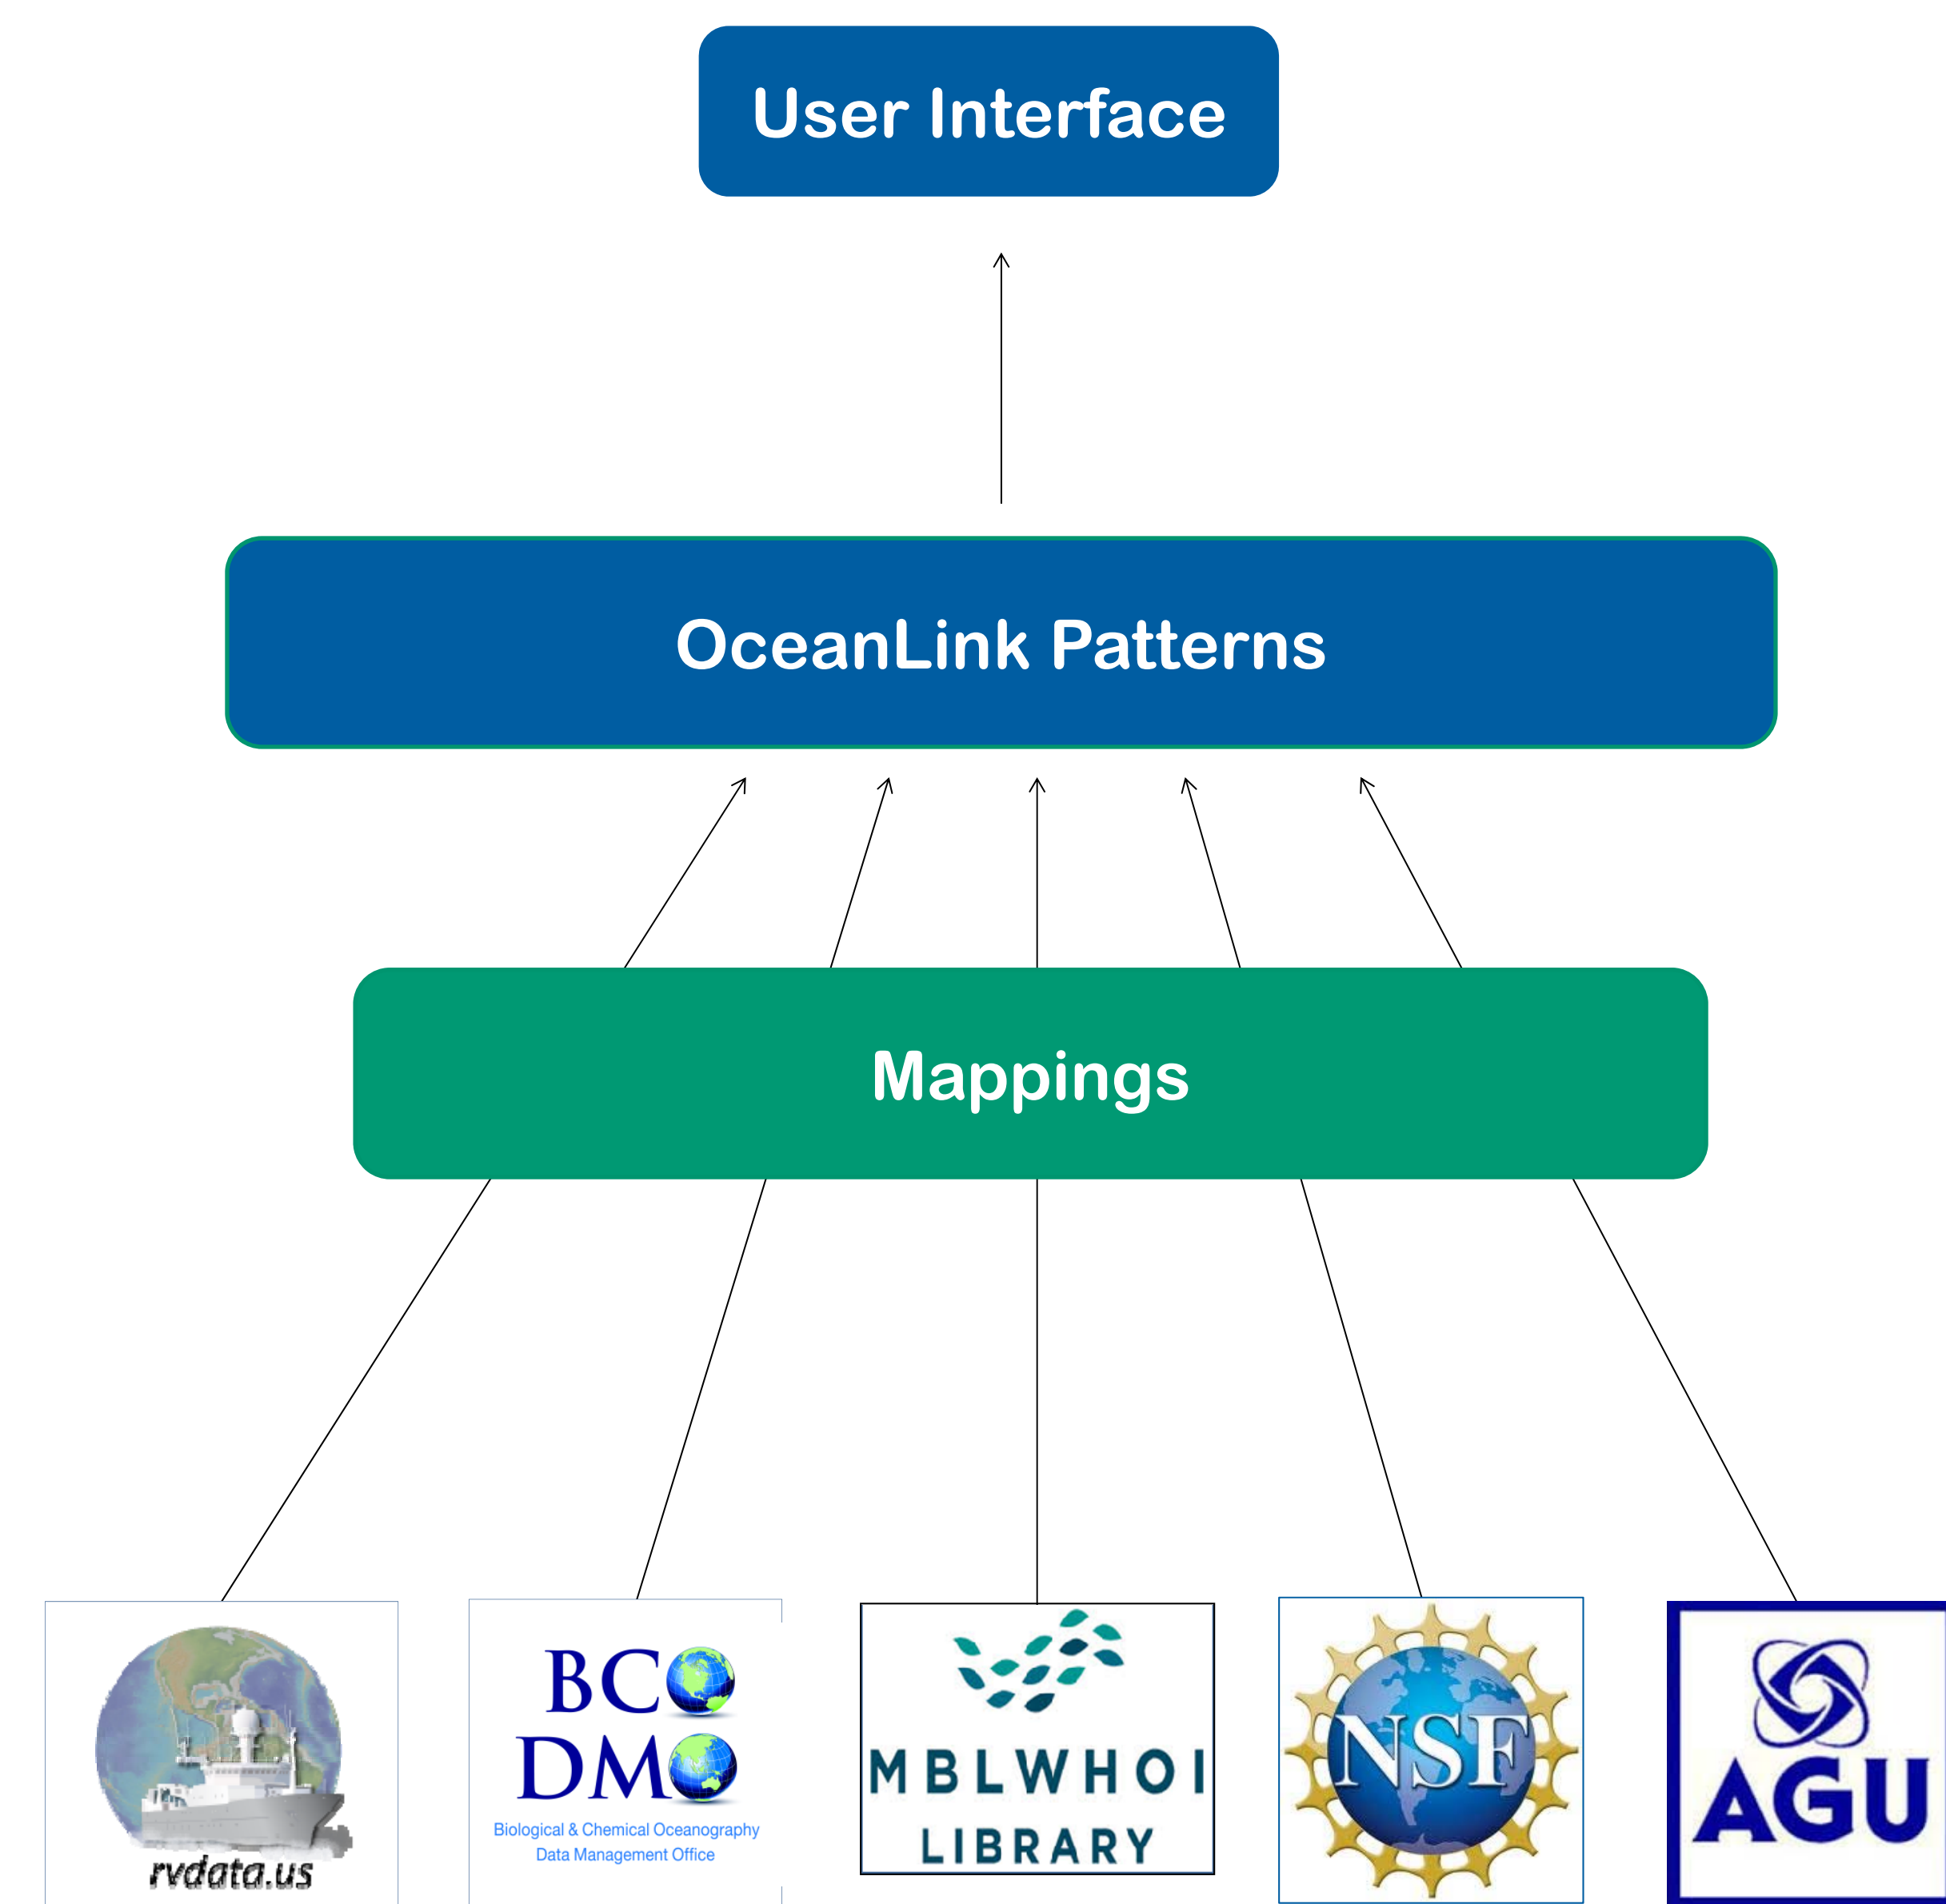 User Interface
OceanLink Patterns
Mappings
rvdata.us
BCO
DMO
Biological & Chemical Oceanography
Data Management Office
MBLWHOI
LIBRARY
NSF
AGU